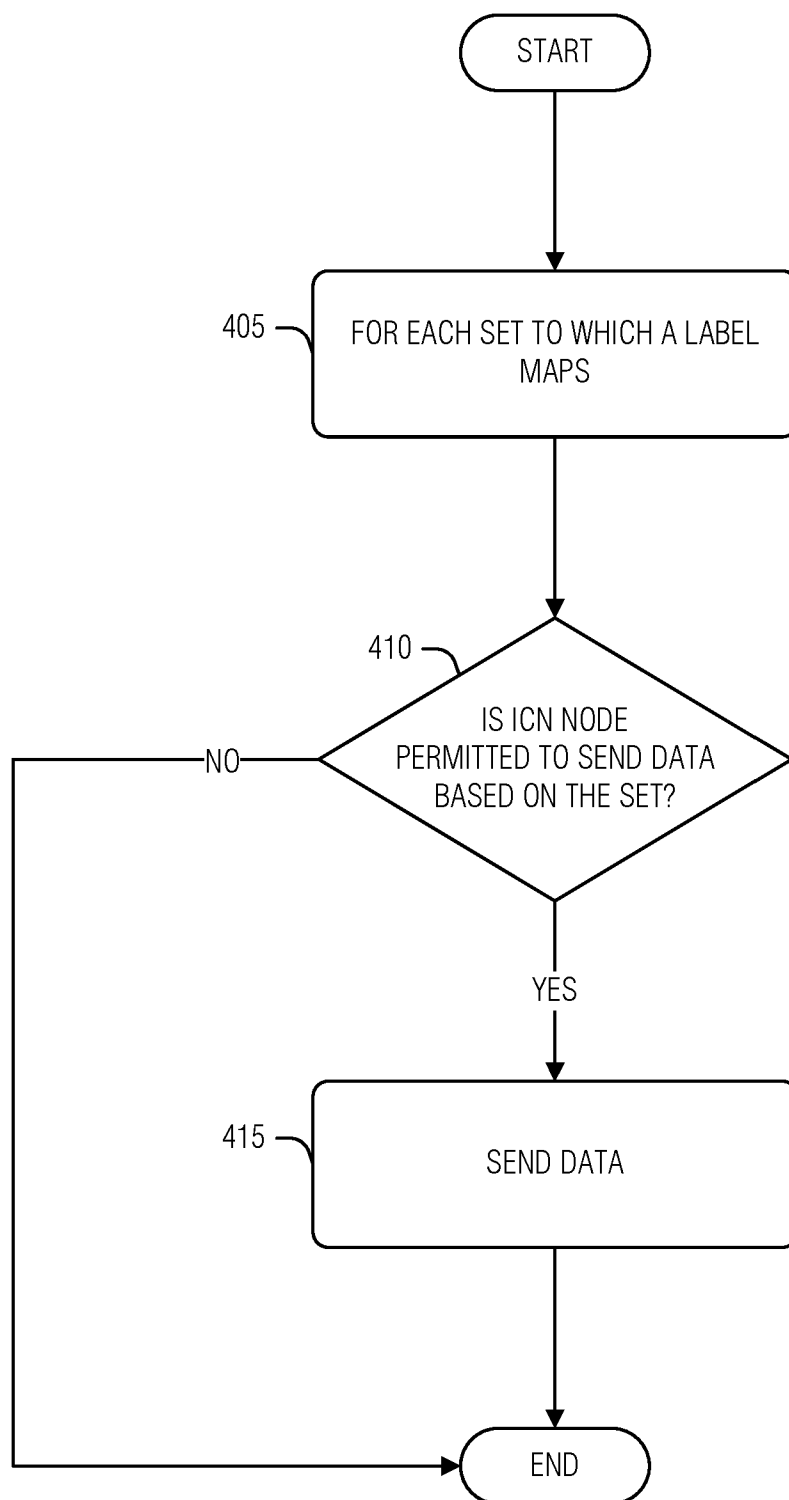 START
405
FOR EACH SET TO WHICH A LABEL
MAPS
410
IS ICN NODE
PERMITTED TO SEND DATA
BASED ON THE SET?
NO
YES
415
SEND DATA
END